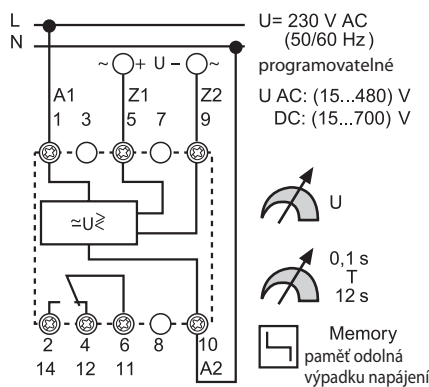 L
N
U= 230 V AC
(50/60 Hz)
~ + U – ~
programovatelné
U AC: (15...480) V
DC: (15...700) V
A1 Z1 Z2
1 3 5 7 9
≃U≷
U
0,1 s
T
12 s
2 4 6 8 10
14 12 11 A2
Memory
paměť odolná
výpadku napájení